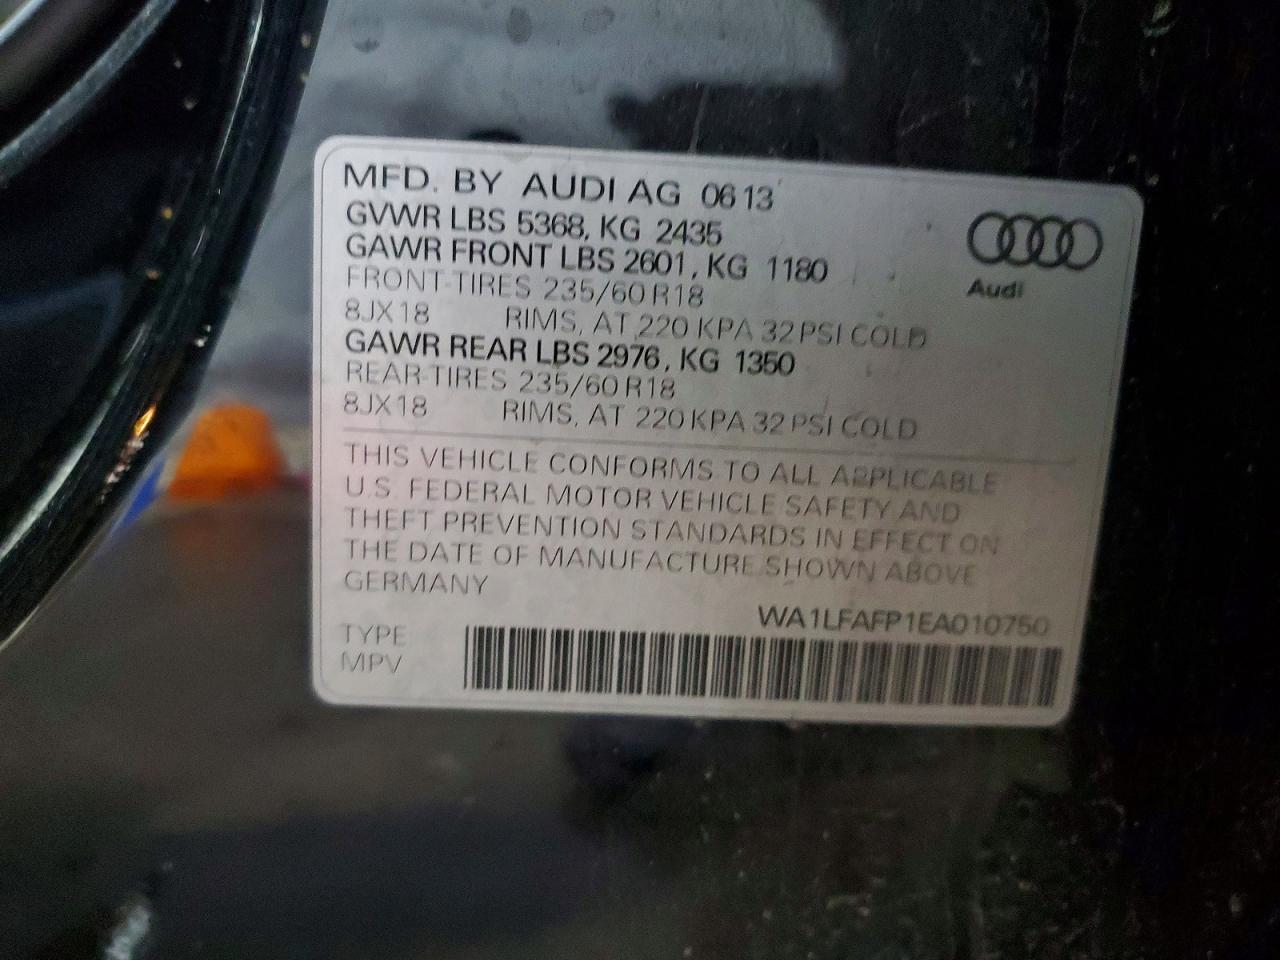 MFD. BY AUDI AG 0613
GVWR LBS 5368, KG 2435
GAWR FRONT LBS 2601, KG 1180
FRONT-TIRES 235/60 R18
8JX18 RIMS, AT 220 KPA 32 PSI COLD
GAWR REAR LBS 2976, KG 1350
REAR-TIRES 235/60 R18
8JX18 RIMS, AT 220 KPA 32 PSI COLD
Audi
THIS VEHICLE CONFORMS TO ALL APPLICABLE
U.S. FEDERAL MOTOR VEHICLE SAFETY AND
THEFT PREVENTION STANDARDS IN EFFECT ON
THE DATE OF MANUFACTURE SHOWN ABOVE
GERMANY
WA1LFAFP1EA010750
TYPE
MPV